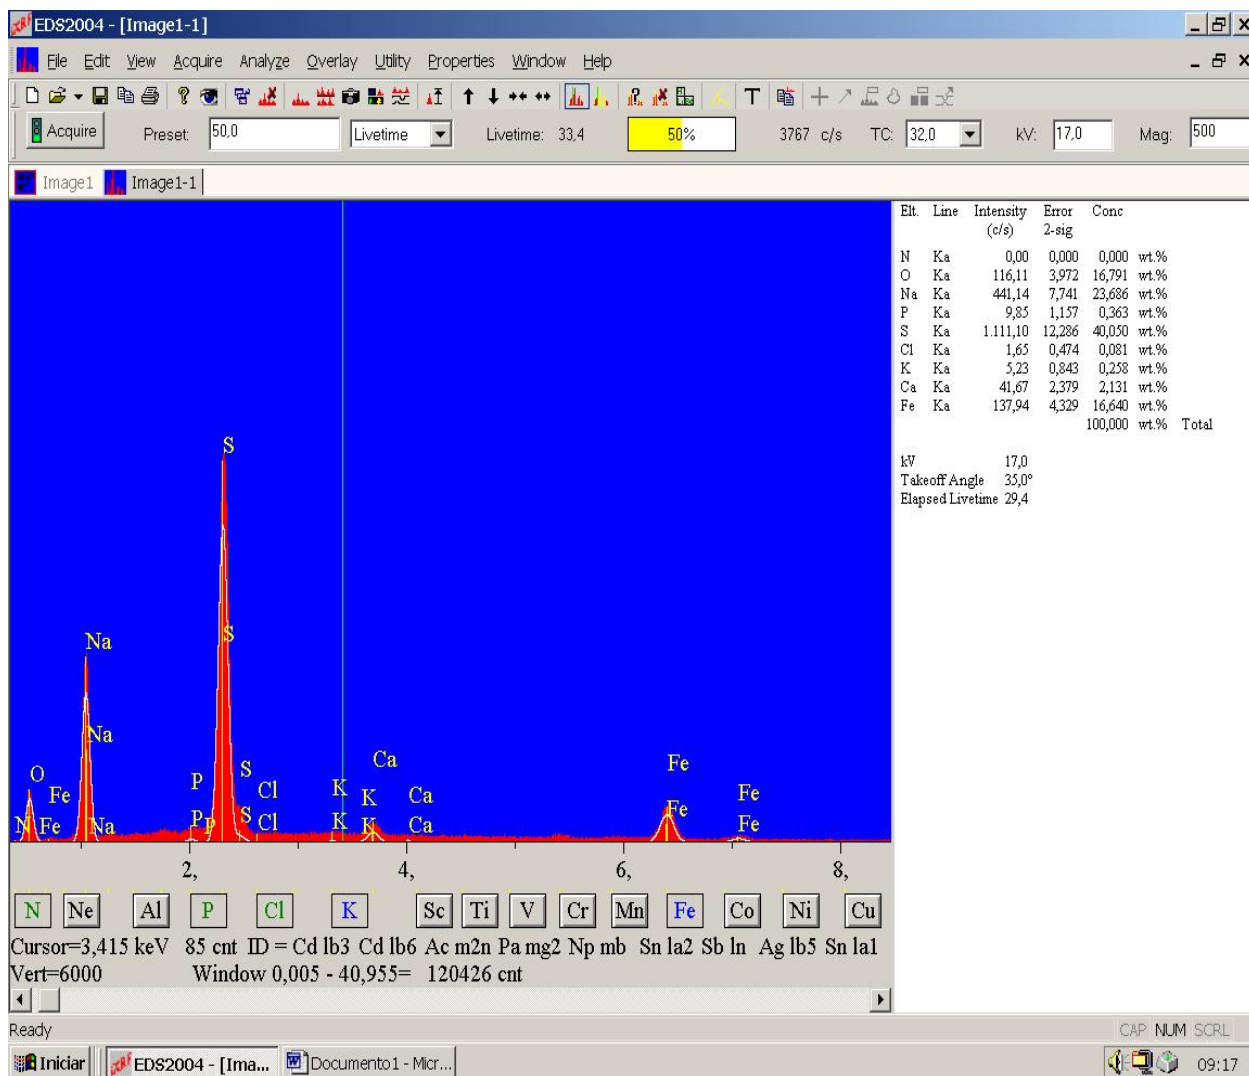 EDS2004 - [Image1-1]
File Edit View Acquire Analyze Overlay Utility Properties Window Help
Acquire Preset: 50,0 Livetime Livetime: 33,4 50% 3767 c/s TC: 32,0 kV: 17,0 Mag: 500
Image1 Image1-1
Elt. Line Intensity Error Conc
(c/s) 2-sig
N Ka 0,00 0,000 0,000 wt.%
O Ka 116,11 3,972 16,791 wt.%
Na Ka 441,14 7,741 23,686 wt.%
P Ka 9,85 1,157 0,363 wt.%
S Ka 1.111,10 12,286 40,050 wt.%
Cl Ka 1,65 0,474 0,081 wt.%
K Ka 5,23 0,843 0,258 wt.%
Ca Ka 41,67 2,379 2,131 wt.%
Fe Ka 137,94 4,329 16,640 wt.%
100,000 wt.% Total
kV 17,0
Takeoff Angle 35,0°
Elapsed Livetime 29,4
S
Na S
Na
Ca Fe
O P S K Fe
Fe Cl K Ca
N Fe Na P P S Cl K K Ca Fe Fe
2, 4, 6, 8,
N Ne Al P Cl K Sc Ti V Cr Mn Fe Co Ni Cu
Cursor=3,415 keV 85 cnt ID = Cd lb3 Cd lb6 Ac m2n Pa mg2 Np mb Sn la2 Sb ln Ag lb5 Sn la1
Vert=6000 Window 0,005 - 40,955= 120426 cnt
Ready CAP NUM SCRL
Iniciar EDS2004 - [Ima... Documento1 - Micr... 09:17